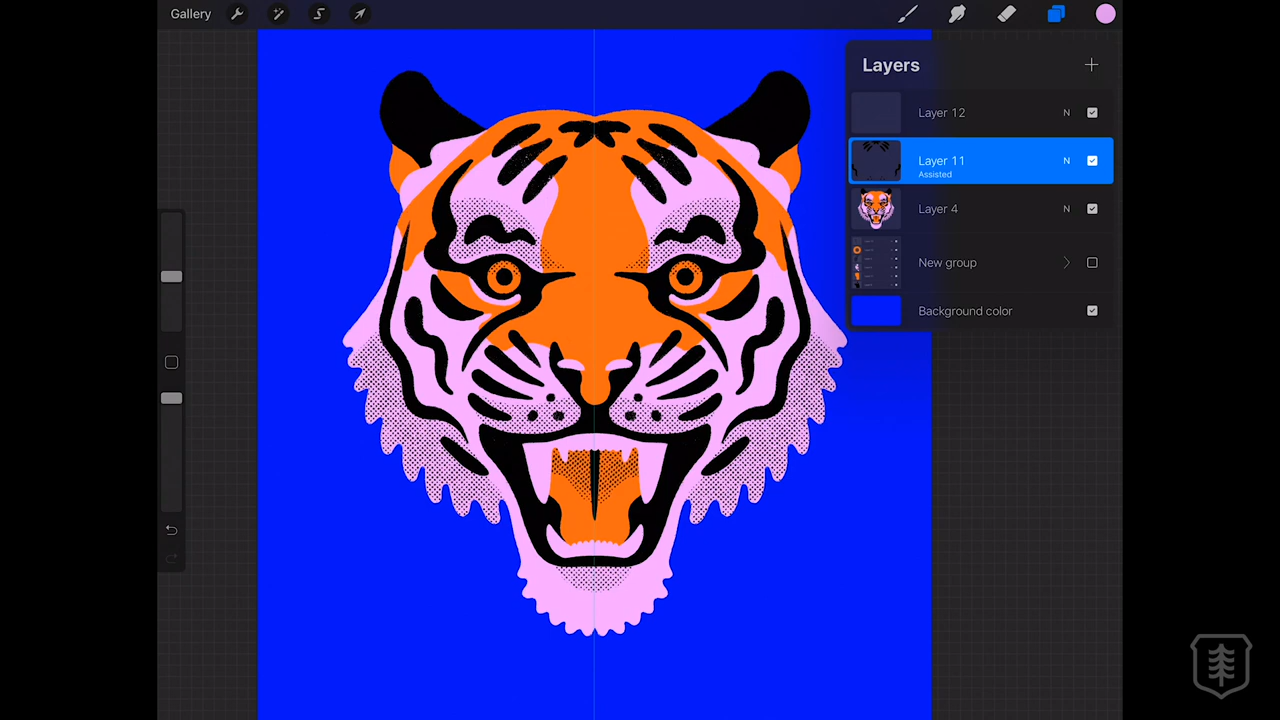 Gallery
Layers
Layer 12
N
Layer 11
N
Assisted
Layer 4
N
New group
Background color